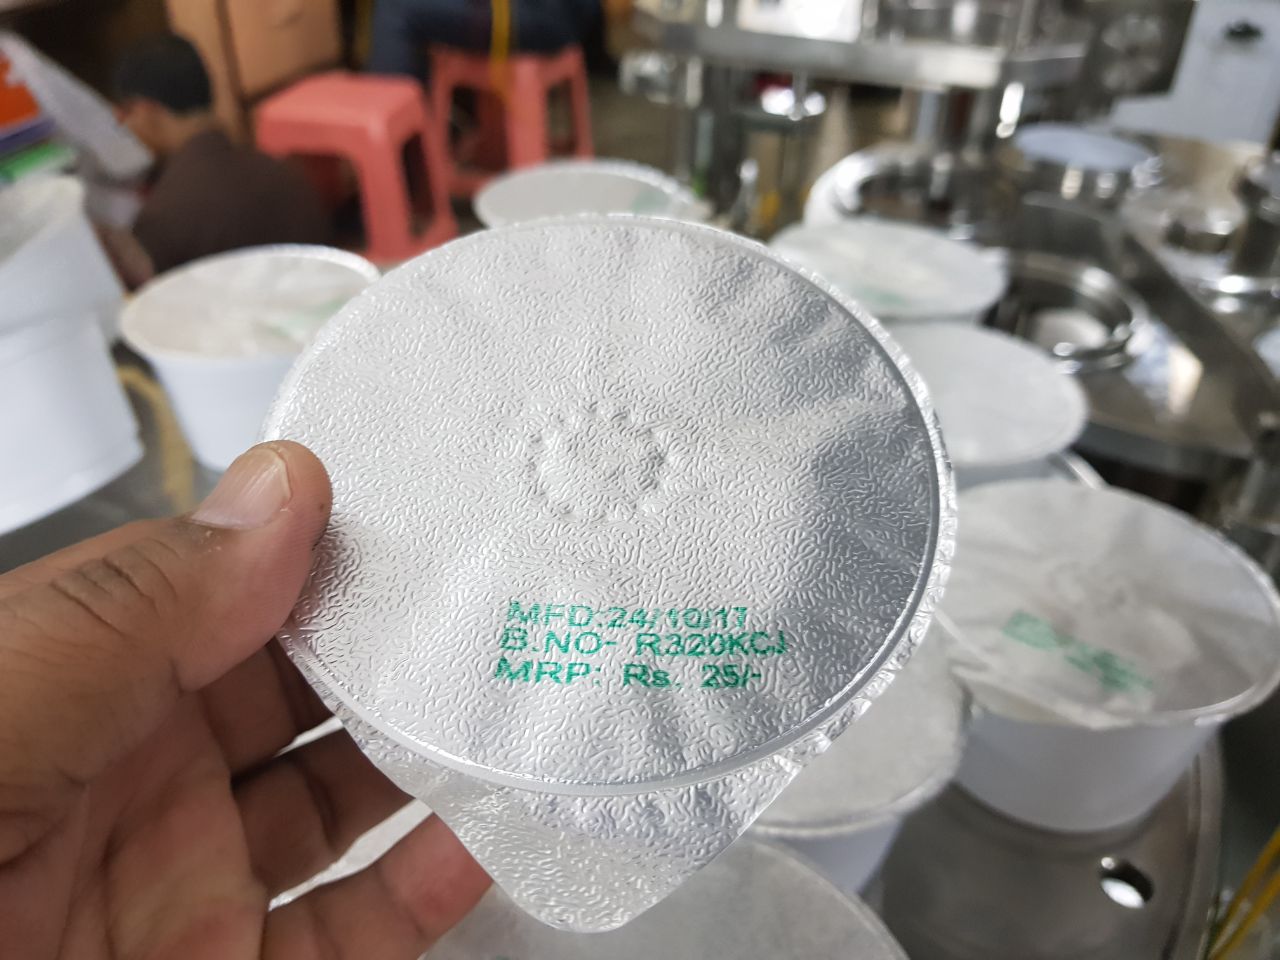 MFD:24/10/17
B.NO- R320KCJ
MRP: Rs. 25/-